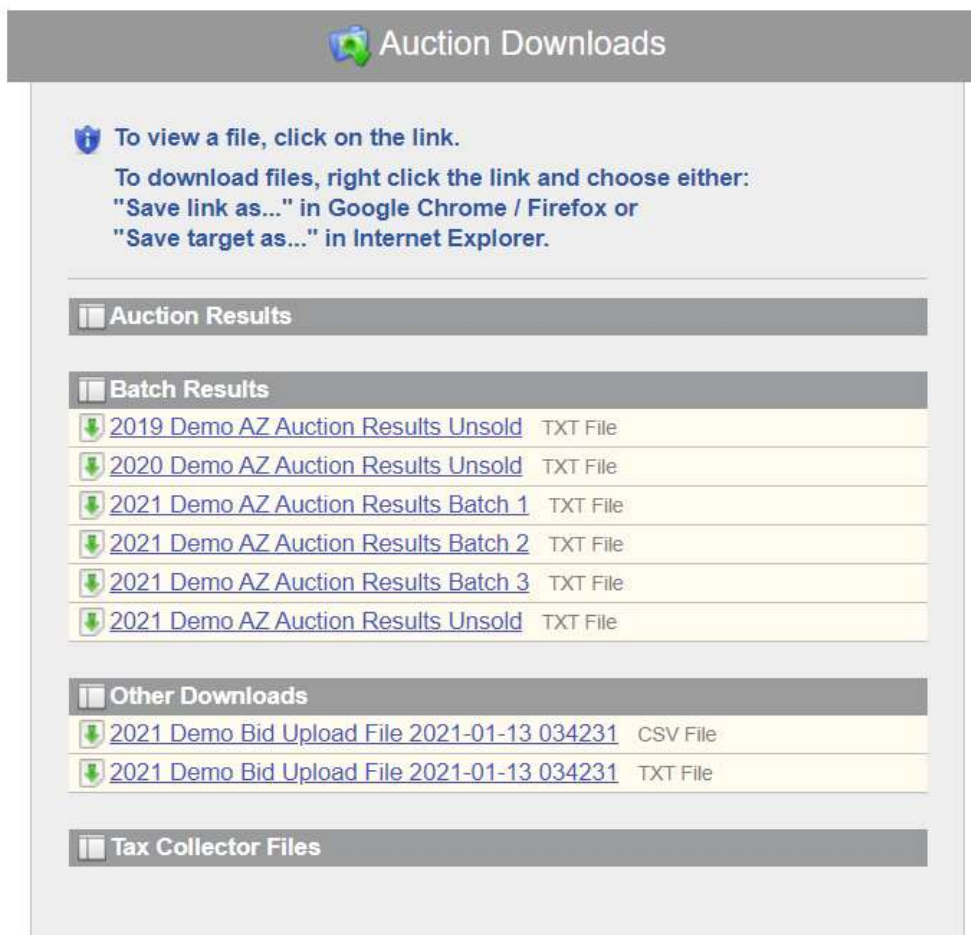 Auction Downloads
To view a file, click on the link.
To download files, right click the link and choose either:
"Save link as..." in Google Chrome / Firefox or
"Save target as..." in Internet Explorer.
Auction Results
Batch Results
2019 Demo AZ Auction Results Unsold TXT File
2020 Demo AZ Auction Results Unsold TXT File
2021 Demo AZ Auction Results Batch 1 TXT File
2021 Demo AZ Auction Results Batch 2 TXT File
2021 Demo AZ Auction Results Batch 3 TXT File
2021 Demo AZ Auction Results Unsold TXT File
Other Downloads
2021 Demo Bid Upload File 2021-01-13 034231 CSV File
2021 Demo Bid Upload File 2021-01-13 034231 TXT File
Tax Collector Files